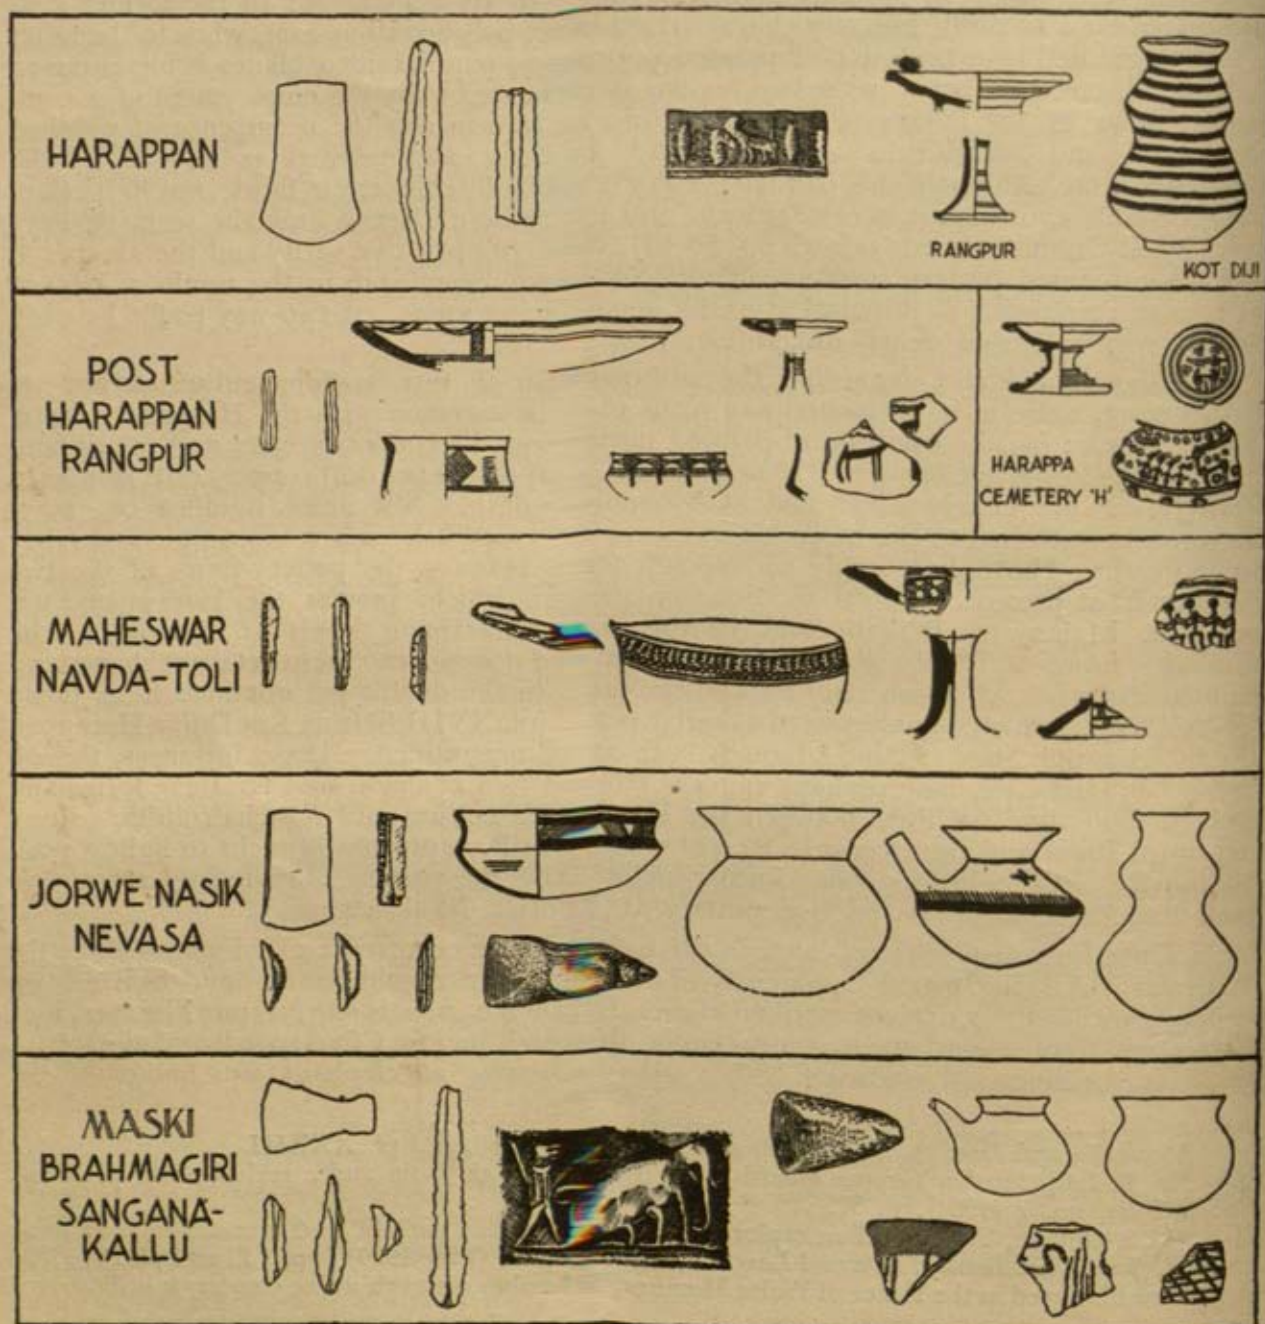 HARAPPAN
RANGPUR
KOT DIJI
POST
HARAPPAN
RANGPUR
HARAPPA
CEMETERY 'H'
MAHESWAR
NAVDA-TOLI
JORWE NASIK
NEVASA
MASKI
BRAHMAGIRI
SANGANA-
KALLU